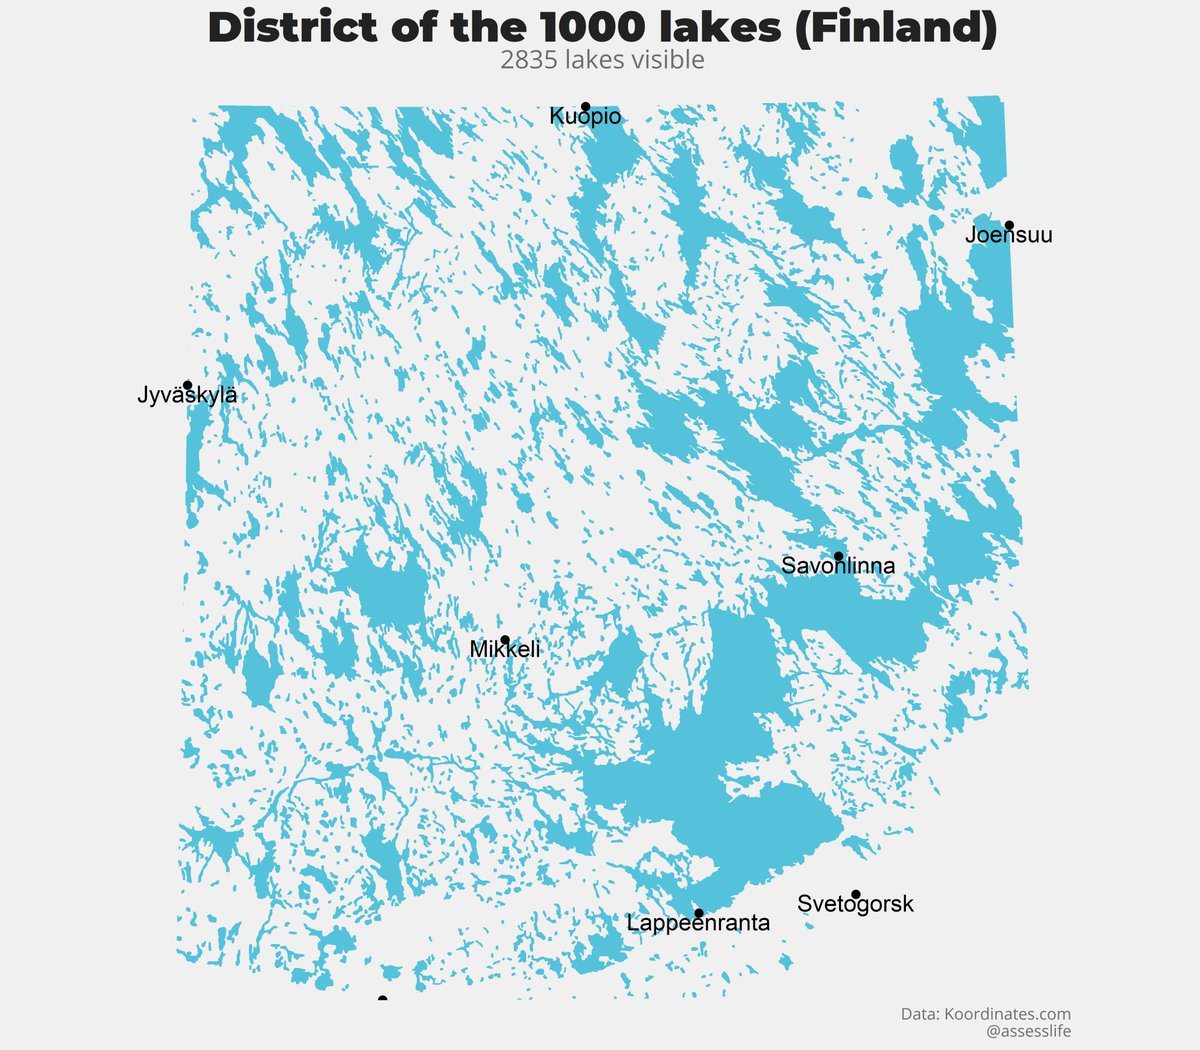 District of the 1000 lakes (Finland)
2835 lakes visible
Kuopio
Joensuu
Jyväskylä
Savonlinna
Mikkeli
Svetogorsk
Lappeenranta
Data: Koordinates.com
@assesslife